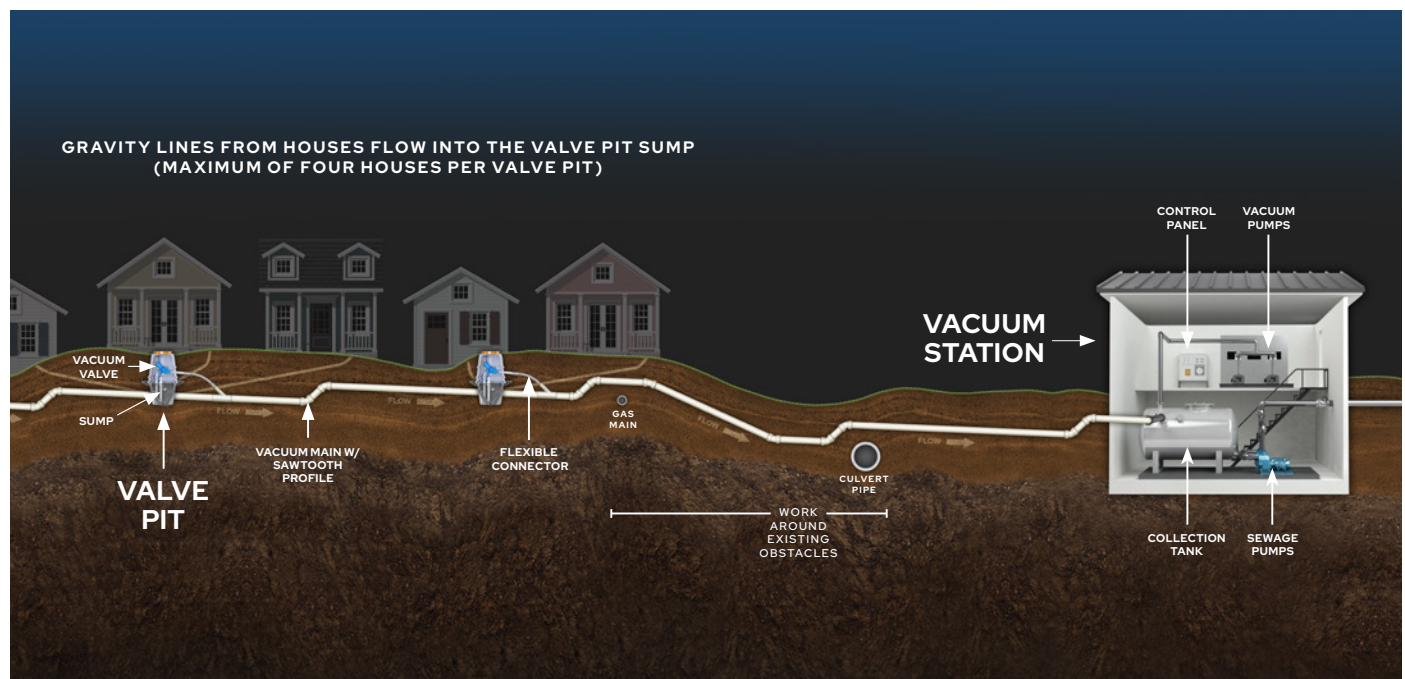 GRAVITY LINES FROM HOUSES FLOW INTO THE VALVE PIT SUMP
(MAXIMUM OF FOUR HOUSES PER VALVE PIT)
CONTROL
PANEL
VACUUM
PUMPS
VACUUM
STATION
VACUUM
VALVE
SUMP
FLOW
FLOW
GAS
MAIN
FLOW
FLOW
VACUUM MAIN W/
SAWTOOTH
PROFILE
FLEXIBLE
CONNECTOR
VALVE
PIT
CULVERT
PIPE
WORK
AROUND
EXISTING
OBSTACLES
COLLECTION
TANK
SEWAGE
PUMPS